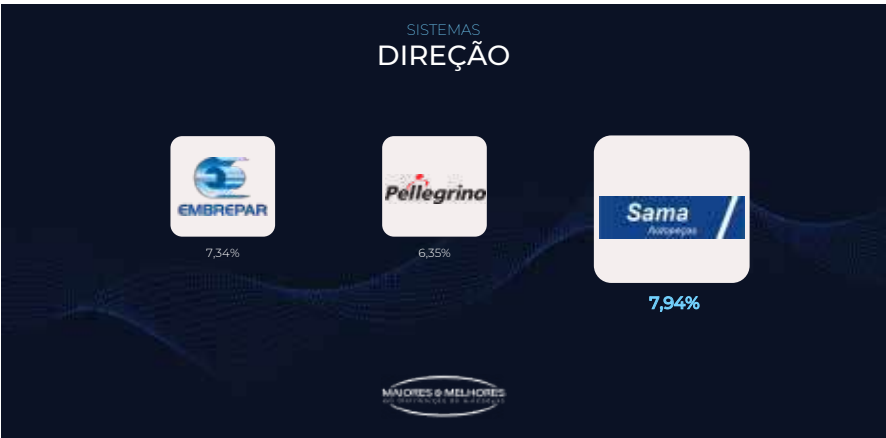 SISTEMAS
DIREÇÃO
EMBREPAR
7,34%
Pellegrino
6,35%
Sama
Autopeças
7,94%
MAIORES & MELHORES